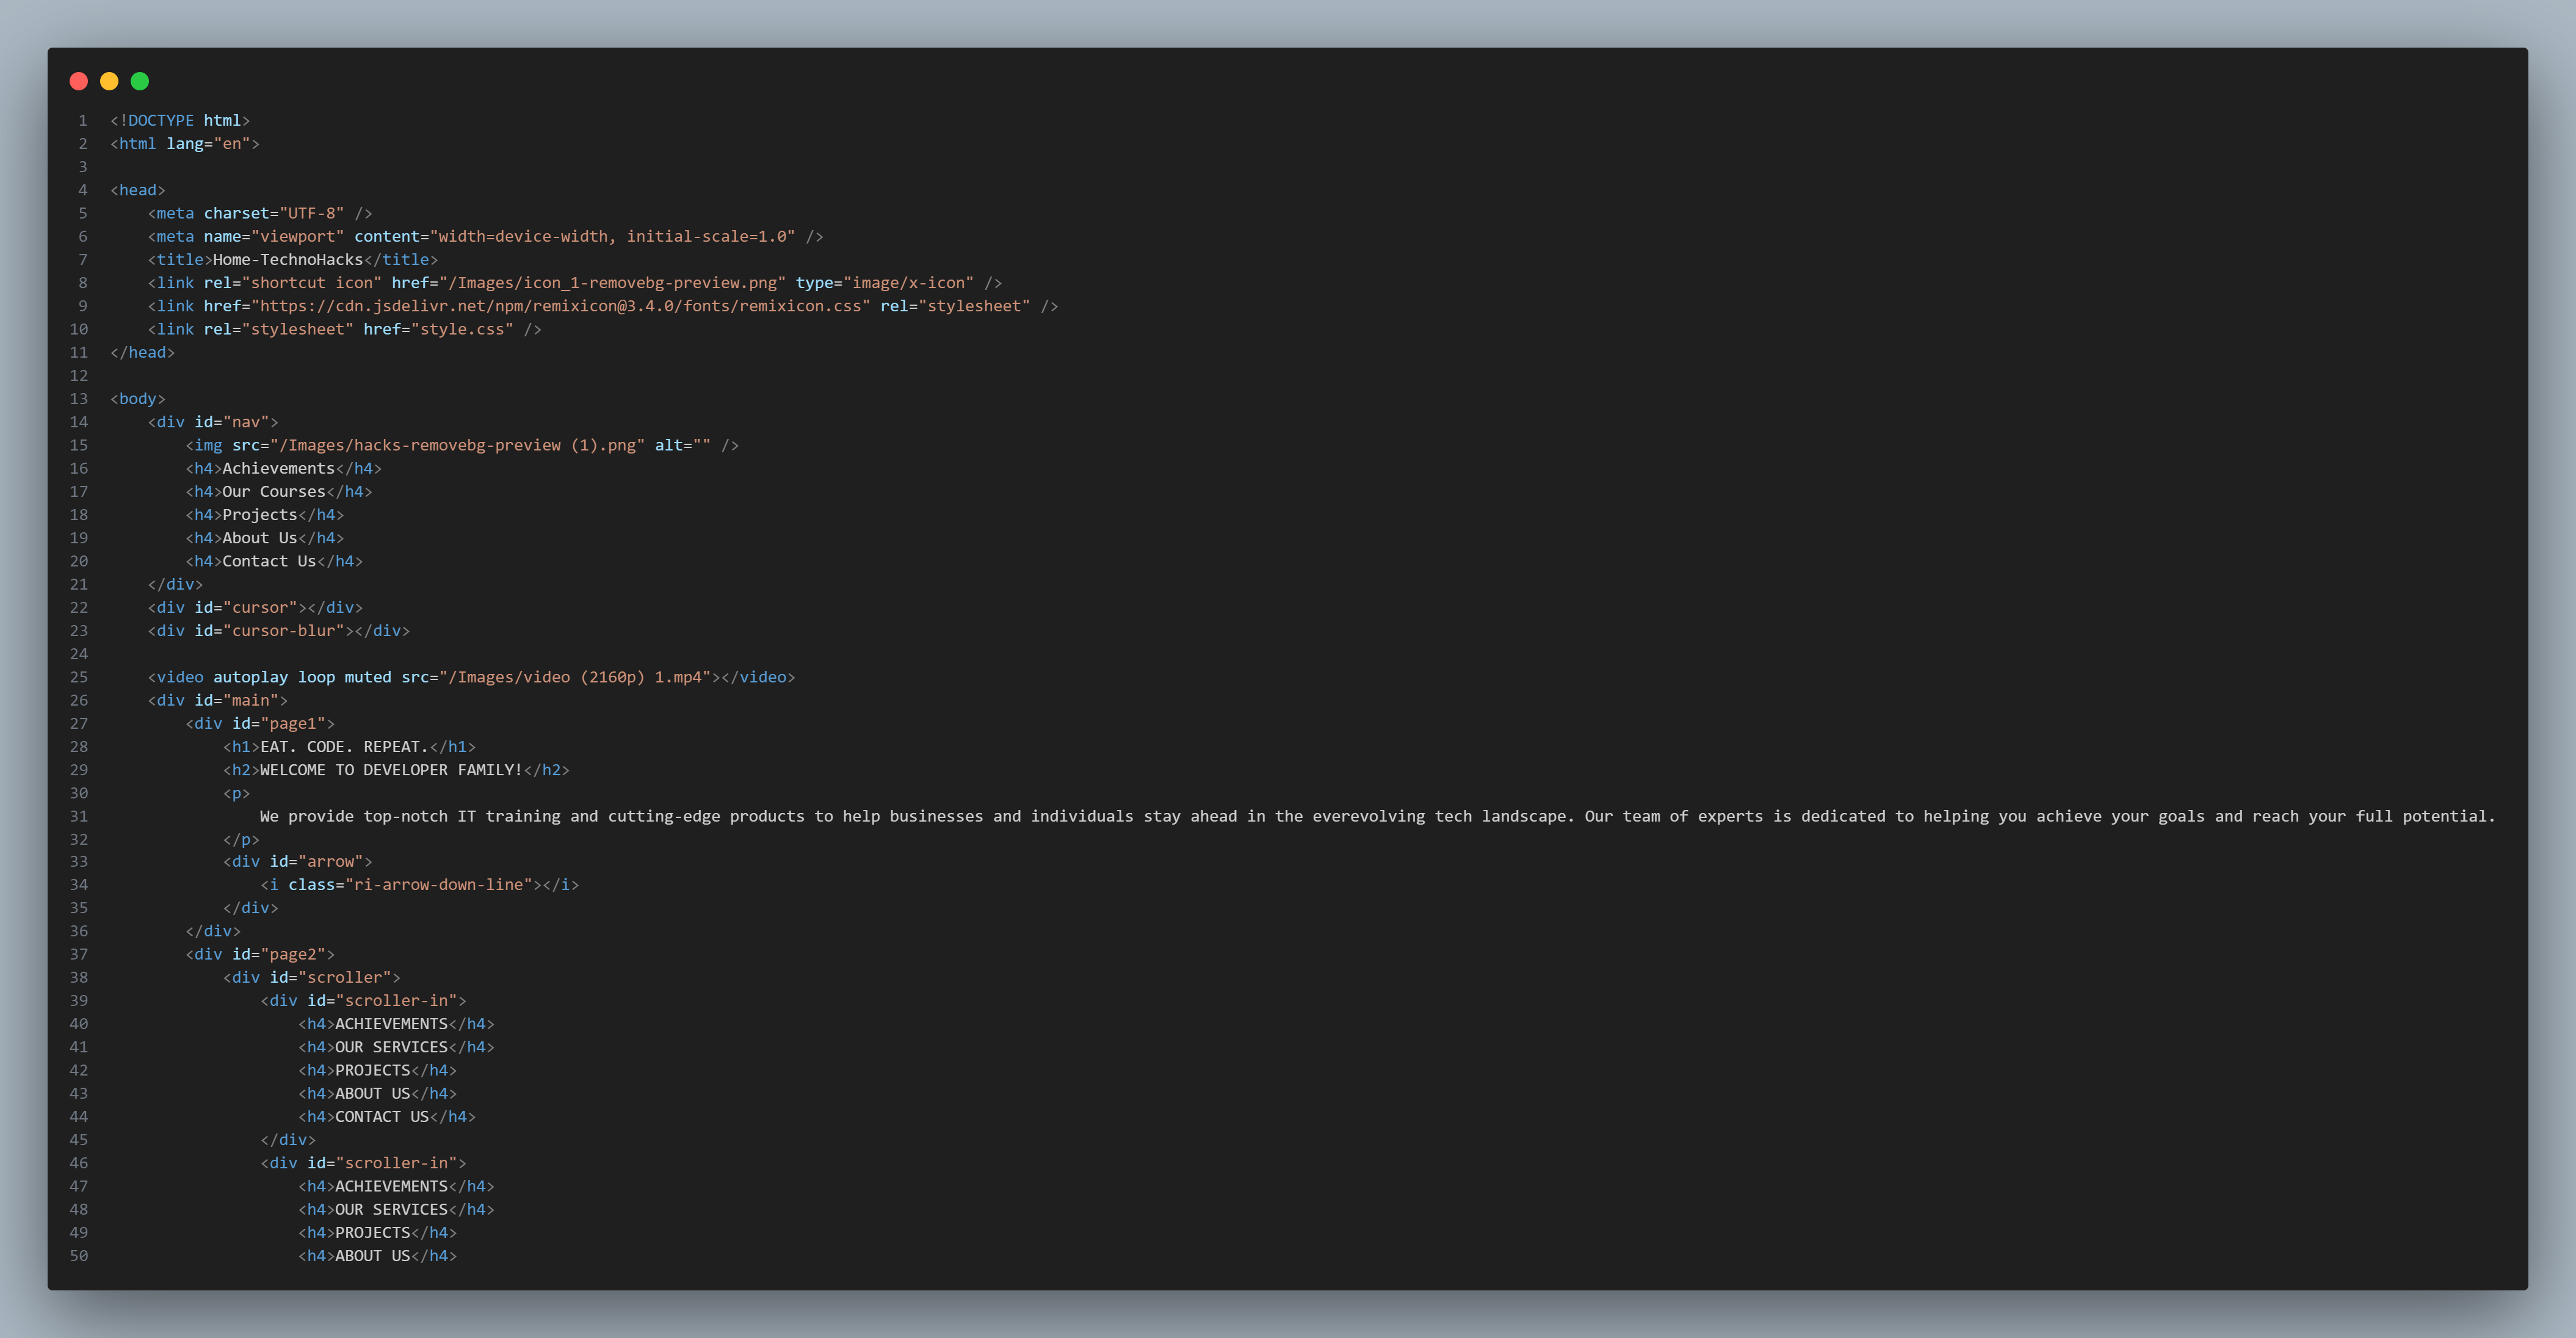 1 <!DOCTYPE html>
2 <html lang="en">
3
4 <head>
5     <meta charset="UTF-8" />
6     <meta name="viewport" content="width=device-width, initial-scale=1.0" />
7     <title>Home-TechnoHacks</title>
8     <link rel="shortcut icon" href="/Images/icon_1-removebg-preview.png" type="image/x-icon" />
9     <link href="https://cdn.jsdelivr.net/npm/remixicon@3.4.0/fonts/remixicon.css" rel="stylesheet" />
10     <link rel="stylesheet" href="style.css" />
11 </head>
12
13 <body>
14     <div id="nav">
15         <img src="/Images/hacks-removebg-preview (1).png" alt="" />
16         <h4>Achievements</h4>
17         <h4>Our Courses</h4>
18         <h4>Projects</h4>
19         <h4>About Us</h4>
20         <h4>Contact Us</h4>
21     </div>
22     <div id="cursor"></div>
23     <div id="cursor-blur"></div>
24
25     <video autoplay loop muted src="/Images/video (2160p) 1.mp4"></video>
26     <div id="main">
27         <div id="page1">
28             <h1>EAT. CODE. REPEAT.</h1>
29             <h2>WELCOME TO DEVELOPER FAMILY!</h2>
30             <p>
31                 We provide top-notch IT training and cutting-edge products to help businesses and individuals stay ahead in the everevolving tech landscape. Our team of experts is dedicated to helping you achieve your goals and reach your full potential.
32             </p>
33             <div id="arrow">
34                 <i class="ri-arrow-down-line"></i>
35             </div>
36         </div>
37         <div id="page2">
38             <div id="scroller">
39                 <div id="scroller-in">
40                     <h4>ACHIEVEMENTS</h4>
41                     <h4>OUR SERVICES</h4>
42                     <h4>PROJECTS</h4>
43                     <h4>ABOUT US</h4>
44                     <h4>CONTACT US</h4>
45                 </div>
46                 <div id="scroller-in">
47                     <h4>ACHIEVEMENTS</h4>
48                     <h4>OUR SERVICES</h4>
49                     <h4>PROJECTS</h4>
50                     <h4>ABOUT US</h4>